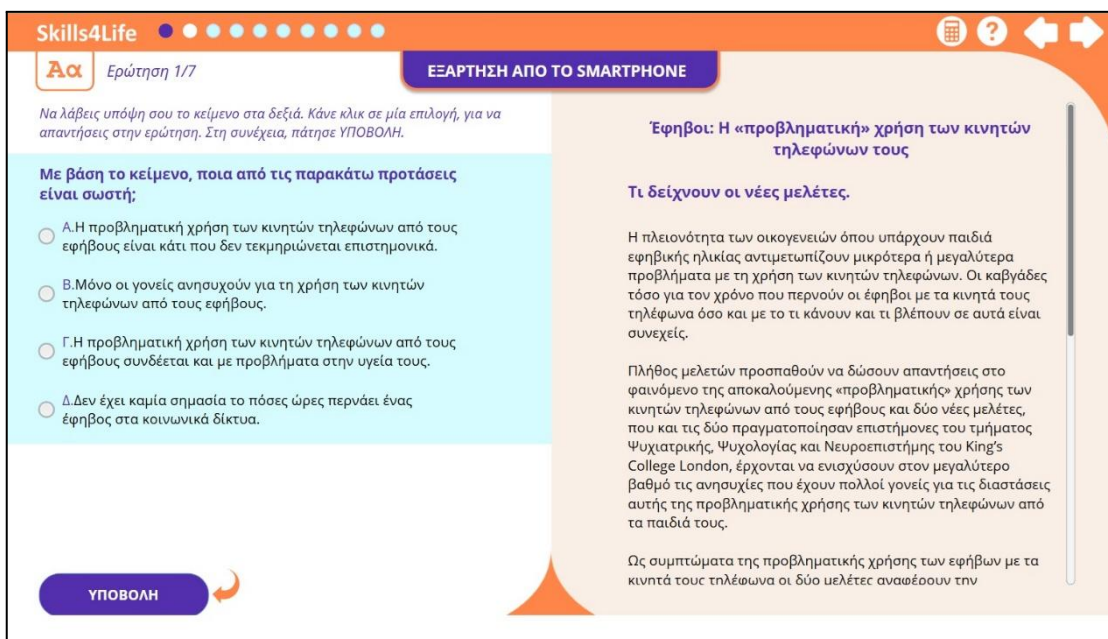 Skills4Life
Αα
Ερώτηση 1/7
ΕΞΑΡΤΗΣΗ ΑΠΟ ΤΟ SMARTPHONE
Να λάβεις υπόψη σου το κείμενο στα δεξιά. Κάνε κλικ σε μία επιλογή, για να
απαντήσεις στην ερώτηση. Στη συνέχεια, πάτησε ΥΠΟΒΟΛΗ.
Με βάση το κείμενο, ποια από τις παρακάτω προτάσεις
είναι σωστή;
Α.Η προβληματική χρήση των κινητών τηλεφώνων από τους
εφήβους είναι κάτι που δεν τεκμηριώνεται επιστημονικά.
Β.Μόνο οι γονείς ανησυχούν για τη χρήση των κινητών
τηλεφώνων από τους εφήβους.
Γ.Η προβληματική χρήση των κινητών τηλεφώνων από τους
εφήβους συνδέεται και με προβλήματα στην υγεία τους.
Δ.Δεν έχει καμία σημασία το πόσες ώρες περνάει ένας
έφηβος στα κοινωνικά δίκτυα.
ΥΠΟΒΟΛΗ
Έφηβοι: Η «προβληματική» χρήση των κινητών
τηλεφώνων τους
Τι δείχνουν οι νέες μελέτες.
Η πλειονότητα των οικογενειών όπου υπάρχουν παιδιά
εφηβικής ηλικίας αντιμετωπίζουν μικρότερα ή μεγαλύτερα
προβλήματα με τη χρήση των κινητών τηλεφώνων. Οι καβγάδες
τόσο για τον χρόνο που περνούν οι έφηβοι με τα κινητά τους
τηλέφωνα όσο και με το τι κάνουν και τι βλέπουν σε αυτά είναι
συνεχείς.
Πλήθος μελετών προσπαθούν να δώσουν απαντήσεις στο
φαινόμενο της αποκαλούμενης «προβληματικής» χρήσης των
κινητών τηλεφώνων από τους εφήβους και δύο νέες μελέτες,
που και τις δύο πραγματοποίησαν επιστήμονες του τμήματος
Ψυχιατρικής, Ψυχολογίας και Νευροεπιστήμης του King's
College London, έρχονται να ενισχύσουν στον μεγαλύτερο
βαθμό τις ανησυχίες που έχουν πολλοί γονείς για τις διαστάσεις
αυτής της προβληματικής χρήσης των κινητών τηλεφώνων από
τα παιδιά τους.
Ως συμπτώματα της προβληματικής χρήσης των εφήβων με τα
κινητά τους τηλέφωνα οι δύο μελέτες αναφέρουν την